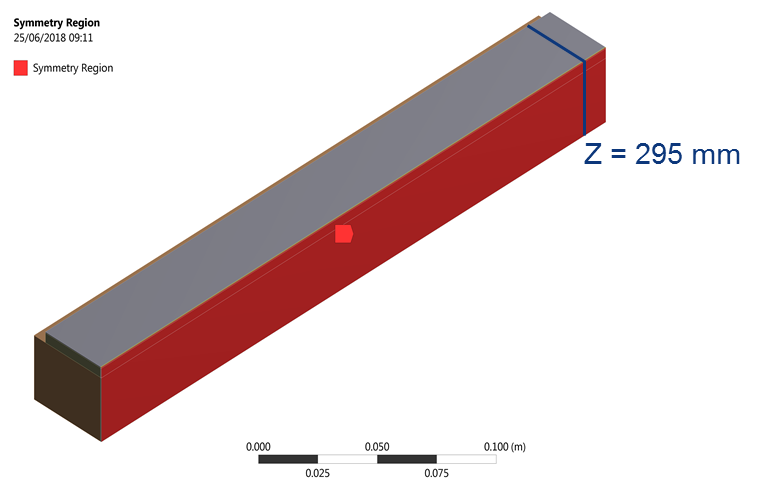 Symmetry Region
25/06/2018 09:11
Symmetry Region
Z = 295 mm
0.000 0.050 0.100 (m)
0.025 0.075